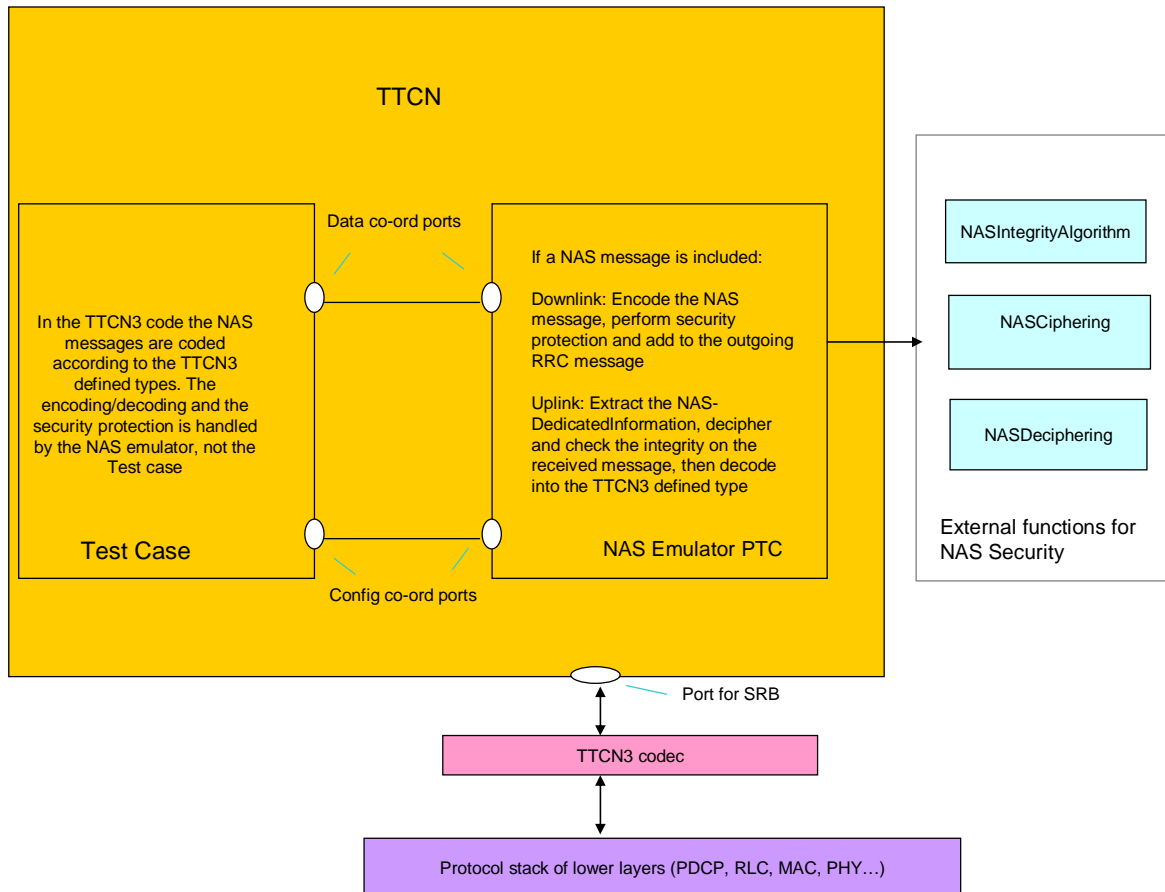 TTCN
Data co-ord ports
In the TTCN3 code the NAS
messages are coded
according to the TTCN3
defined types. The
encoding/decoding and the
security protection is handled
by the NAS emulator, not the
Test case
Test Case
If a NAS message is included:
Downlink: Encode the NAS
message, perform security
protection and add to the outgoing
RRC message
Uplink: Extract the NAS-
DedicatedInformation, decipher
and check the integrity on the
received message, then decode
into the TTCN3 defined type
NAS Emulator PTC
Config co-ord ports
NASIntegrityAlgorithm
NASCiphering
NASDeciphering
External functions for
NAS Security
Port for SRB
TTCN3 codec
Protocol stack of lower layers (PDCP, RLC, MAC, PHY…)